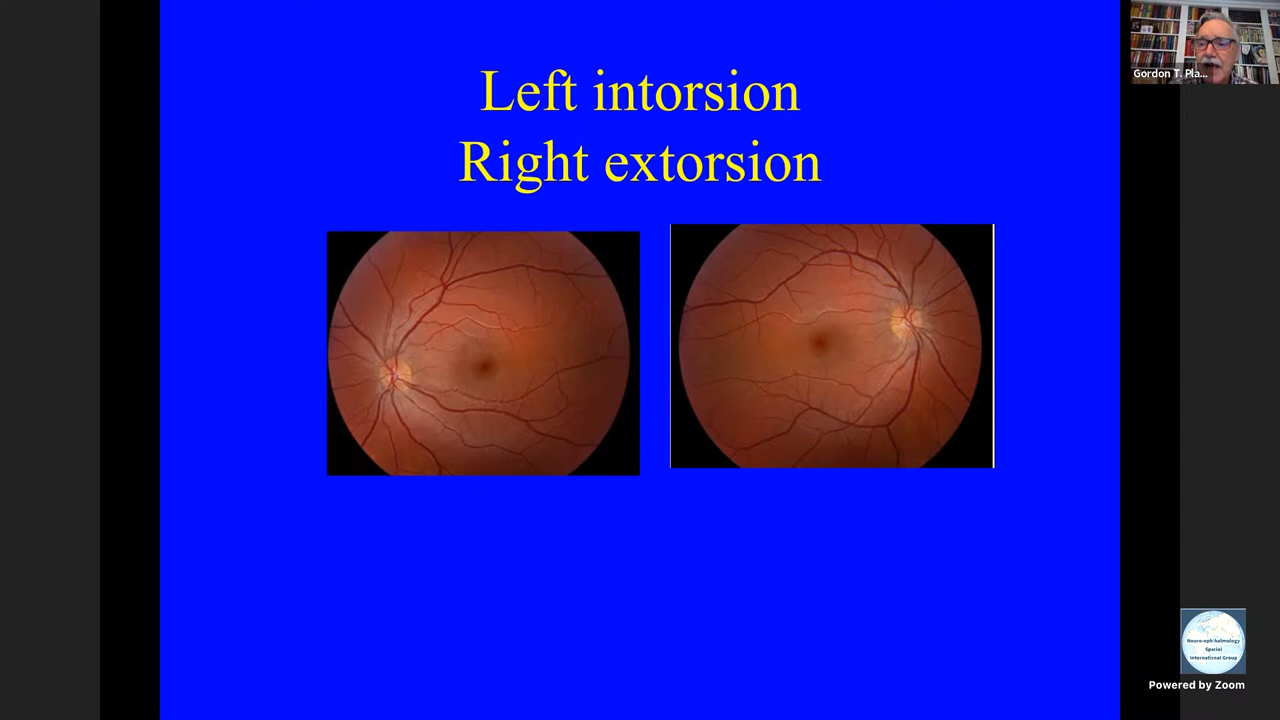 Left intorsion
Right extorsion
Gordon T. Pla...
Neuro-ophthalmology
Special
International Group
Powered by Zoom